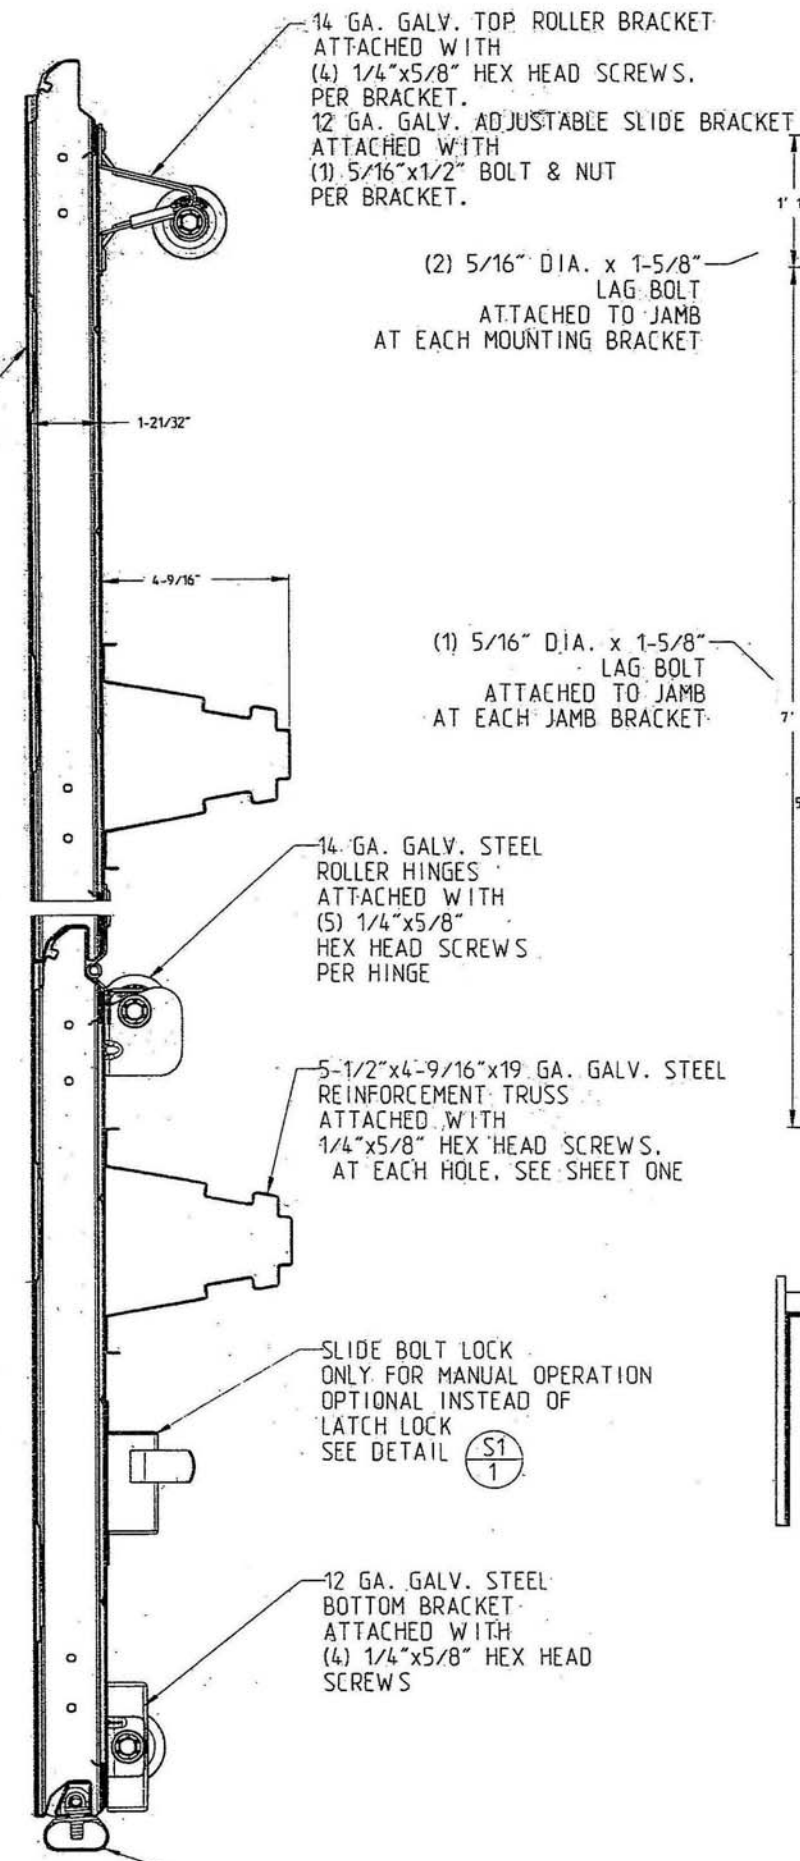 14 GA. GALV. TOP ROLLER BRACKET
ATTACHED WITH
(4) 1/4"x5/8" HEX HEAD SCREWS.
PER BRACKET.
12 GA. GALV. ADJUSTABLE SLIDE BRACKET
ATTACHED WITH
(1) 5/16"x1/2" BOLT & NUT
PER BRACKET.
1'
(2) 5/16" DIA. x 1-5/8"
LAG BOLT
ATTACHED TO JAMB
AT EACH MOUNTING BRACKET
1-21/32"
4-9/16"
(1) 5/16" DIA. x 1-5/8"
LAG BOLT
ATTACHED TO JAMB
AT EACH JAMB BRACKET
7'
14 GA. GALV. STEEL
ROLLER HINGES
ATTACHED WITH
(5) 1/4"x5/8"
HEX HEAD SCREWS
PER HINGE
5-1/2"x4-9/16"x19 GA. GALV. STEEL
REINFORCEMENT TRUSS
ATTACHED WITH
1/4"x5/8" HEX HEAD SCREWS.
AT EACH HOLE. SEE SHEET ONE
SLIDE BOLT LOCK
ONLY FOR MANUAL OPERATION
OPTIONAL INSTEAD OF
LATCH LOCK
SEE DETAIL S1
1
12 GA. GALV. STEEL
BOTTOM BRACKET
ATTACHED WITH
(4) 1/4"x5/8" HEX HEAD
SCREWS